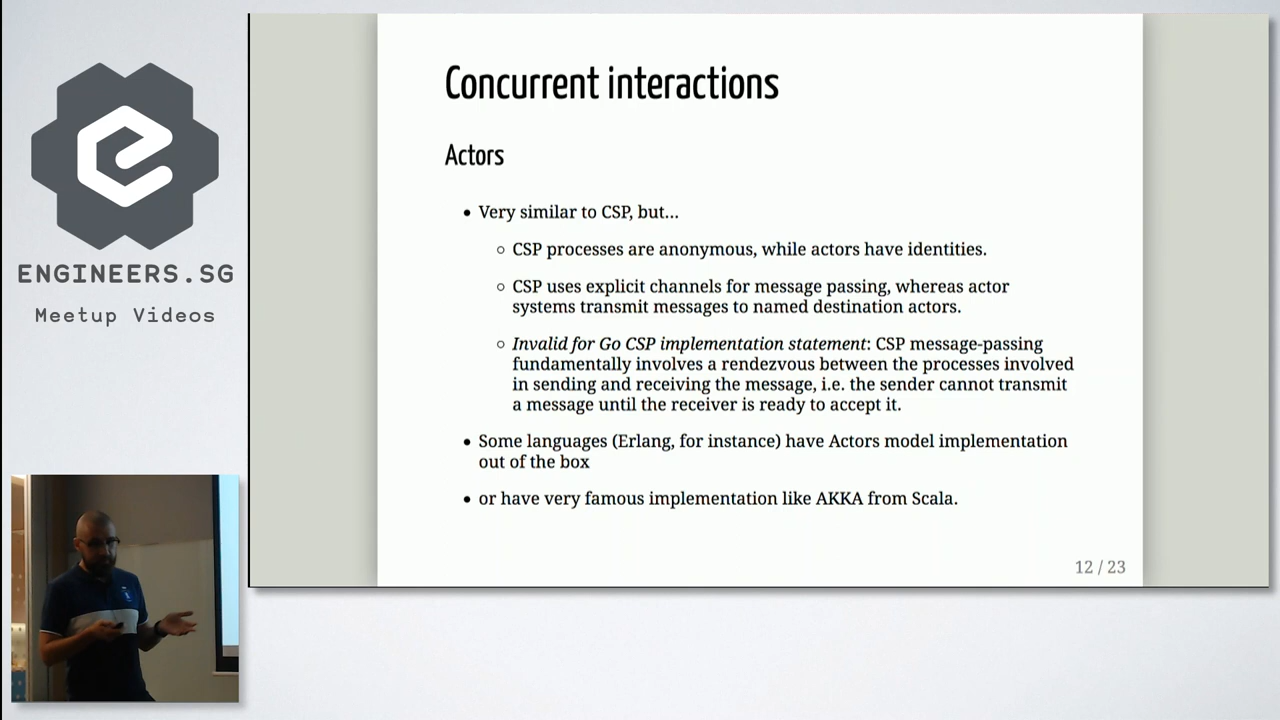 ENGINEERS.SG
Meetup Videos
Concurrent interactions
Actors
• Very similar to CSP, but...
◦ CSP processes are anonymous, while actors have identities.
◦ CSP uses explicit channels for message passing, whereas actor
systems transmit messages to named destination actors.
◦ Invalid for Go CSP implementation statement: CSP message-passing
fundamentally involves a rendezvous between the processes involved
in sending and receiving the message, i.e. the sender cannot transmit
a message until the receiver is ready to accept it.
• Some languages (Erlang, for instance) have Actors model implementation
out of the box
• or have very famous implementation like AKKA from Scala.
12 / 23